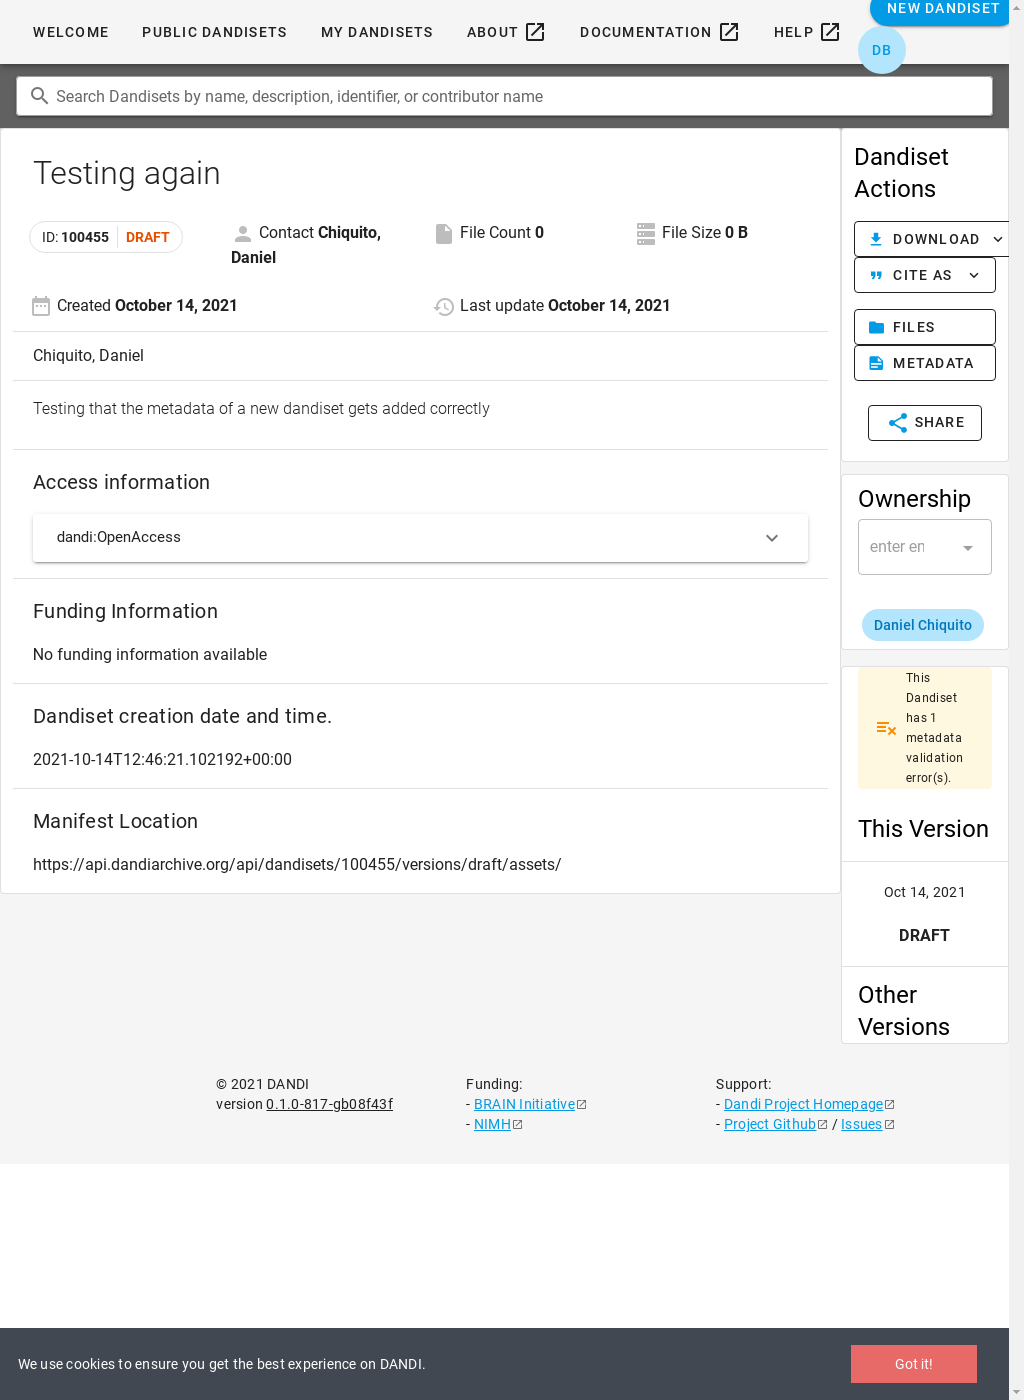 WELCOME PUBLIC DANDISETS MY DANDISETS ABOUT DOCUMENTATION HELP NEW DANDISET
DB
Search Dandisets by name, description, identifier, or contributor name
Testing again
ID: 100455 DRAFT
Contact Chiquito, Daniel
File Count 0
File Size 0 B
Created October 14, 2021
Last update October 14, 2021
Chiquito, Daniel
Testing that the metadata of a new dandiset gets added correctly
Access information
dandi:OpenAccess
Funding Information
No funding information available
Dandiset creation date and time.
2021-10-14T12:46:21.102192+00:00
Manifest Location
https://api.dandiarchive.org/api/dandisets/100455/versions/draft/assets/
Dandiset
Actions
DOWNLOAD
CITE AS
FILES
METADATA
SHARE
Ownership
enter en
Daniel Chiquito
This
Dandiset
has 1
metadata
validation
error(s).
This Version
Oct 14, 2021
DRAFT
Other
Versions
© 2021 DANDI
version 0.1.0-817-gb08f43f
Funding:
- BRAIN Initiative
- NIMH
Support:
- Dandi Project Homepage
- Project Github / Issues
We use cookies to ensure you get the best experience on DANDI.
Got it!